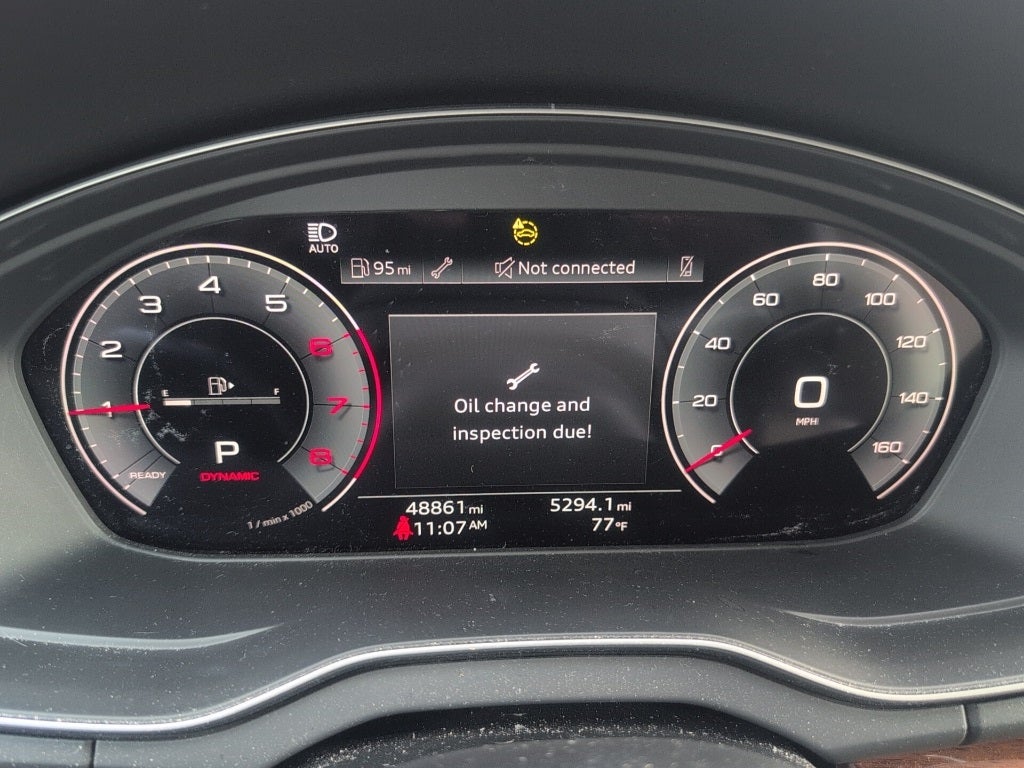 AUTO
95 mi
Not connected
1
2
3
4
5
6
7
8
E F
P
READY
DYNAMIC
1 / min x 1000
Oil change and
inspection due!
0
20
40
60
80
100
120
140
160
0
MPH
48861 mi 5294.1 mi
11:07 AM 77°F